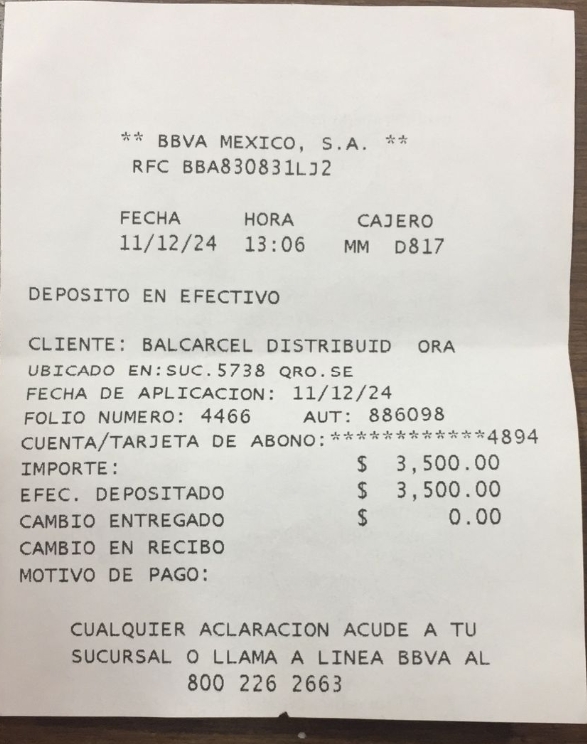 ** BBVA MEXICO, S.A. **
RFC BBA830831LJ2
FECHA HORA CAJERO
11/12/24 13:06 MM D817
DEPOSITO EN EFECTIVO
CLIENTE: BALCARCEL DISTRIBUID ORA
UBICADO EN:SUC.5738 QRO.SE
FECHA DE APLICACION: 11/12/24
FOLIO NUMERO: 4466 AUT: 886098
CUENTA/TARJETA DE ABONO:************4894
IMPORTE: $ 3,500.00
EFEC. DEPOSITADO $ 3,500.00
CAMBIO ENTREGADO $ 0.00
CAMBIO EN RECIBO
MOTIVO DE PAGO:
CUALQUIER ACLARACION ACUDE A TU
SUCURSAL O LLAMA A LINEA BBVA AL
800 226 2663